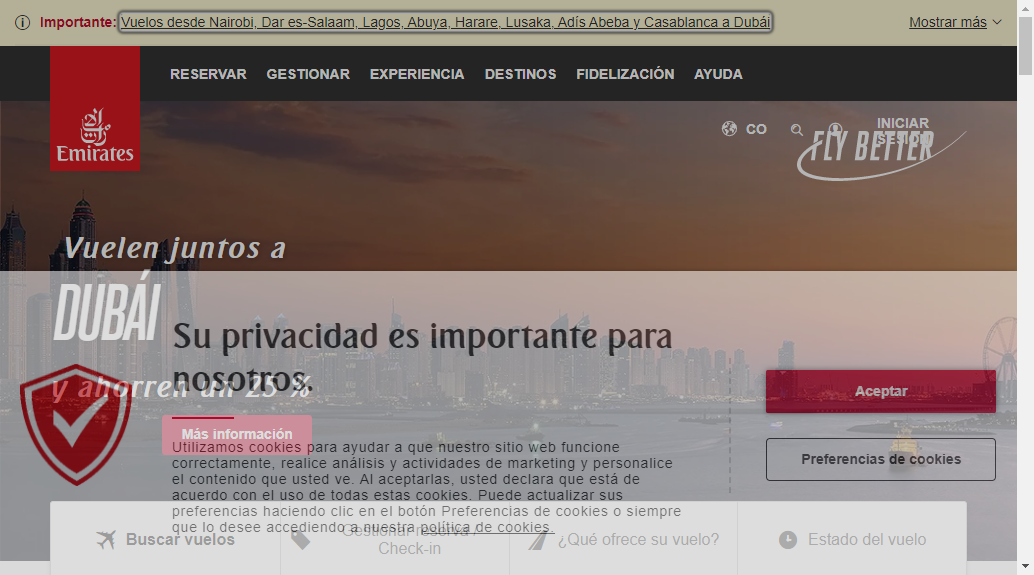 Importante: Vuelos desde Nairobi, Dar es-Salaam, Lagos, Abuya, Harare, Lusaka, Adís Abeba y Casablanca a Dubái
Mostrar más
RESERVAR GESTIONAR EXPERIENCIA DESTINOS FIDELIZACIÓN AYUDA
Emirates
CO
INICIAR
SESIÓN
FLY BETTER
Vuelen juntos a
DUBÁI
y ahorren un 25 %
Más información
Su privacidad es importante para
nosotros.
Utilizamos cookies para ayudar a que nuestro sitio web funcione
correctamente, realice análisis y actividades de marketing y personalice
el contenido que usted ve. Al aceptarlas, usted declara que está de
acuerdo con el uso de todas estas cookies. Puede actualizar sus
preferencias haciendo clic en el botón Preferencias de cookies o siempre
que lo desee accediendo a nuestra política de cookies.
Aceptar
Preferencias de cookies
Buscar vuelos
Gestionar reserva /
Check-in
¿Qué ofrece su vuelo?
Estado del vuelo